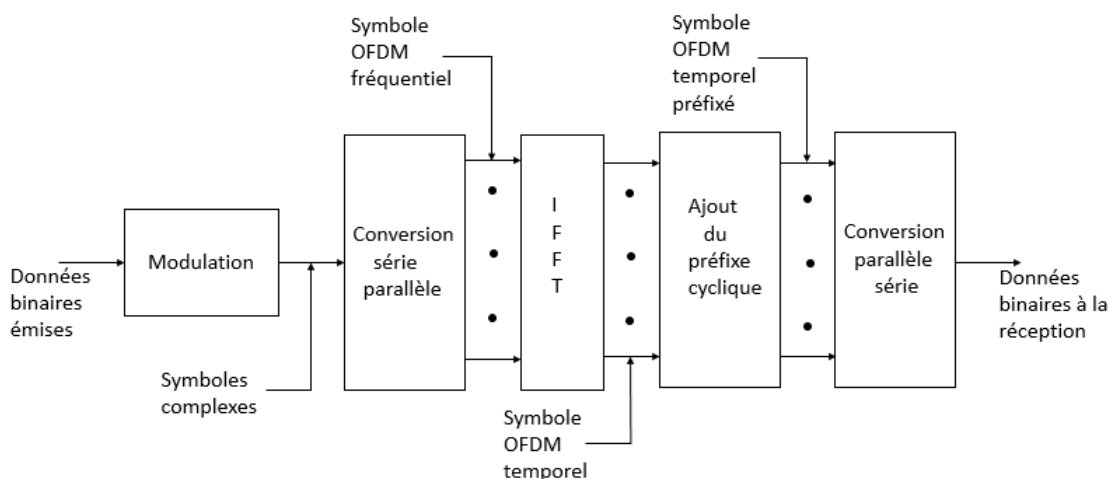 Symbole
OFDM
fréquentiel
Symbole
OFDM
temporel
préfixé
Données
binaires
émises
Modulation
Symboles
complexes
Conversion
série
parallèle
I
F
F
T
Symbole
OFDM
temporel
Ajout
du
préfixe
cyclique
Conversion
parallèle
série
Données
binaires à la
réception